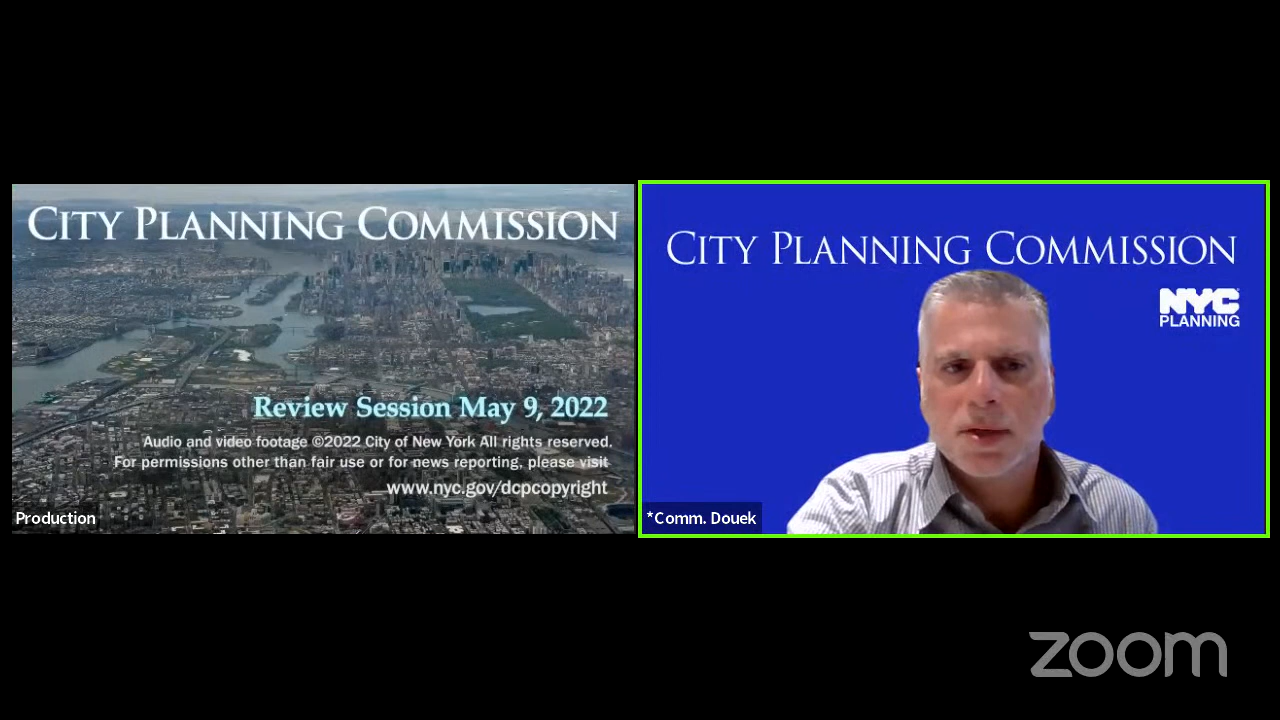 CITY PLANNING COMMISSION
Review Session May 9, 2022
Audio and video footage ©2022 City of New York All rights reserved.
For permissions other than fair use or for news reporting, please visit
www.nyc.gov/dcpcopyright
Production
CITY PLANNING COMMISSION
NYC
PLANNING
*Comm. Douek
zoom